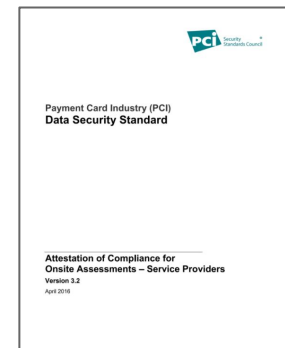 PCI Security
Standards Council
Payment Card Industry (PCI)
Data Security Standard
Attestation of Compliance for
Onsite Assessments – Service Providers
Version 3.2
April 2016